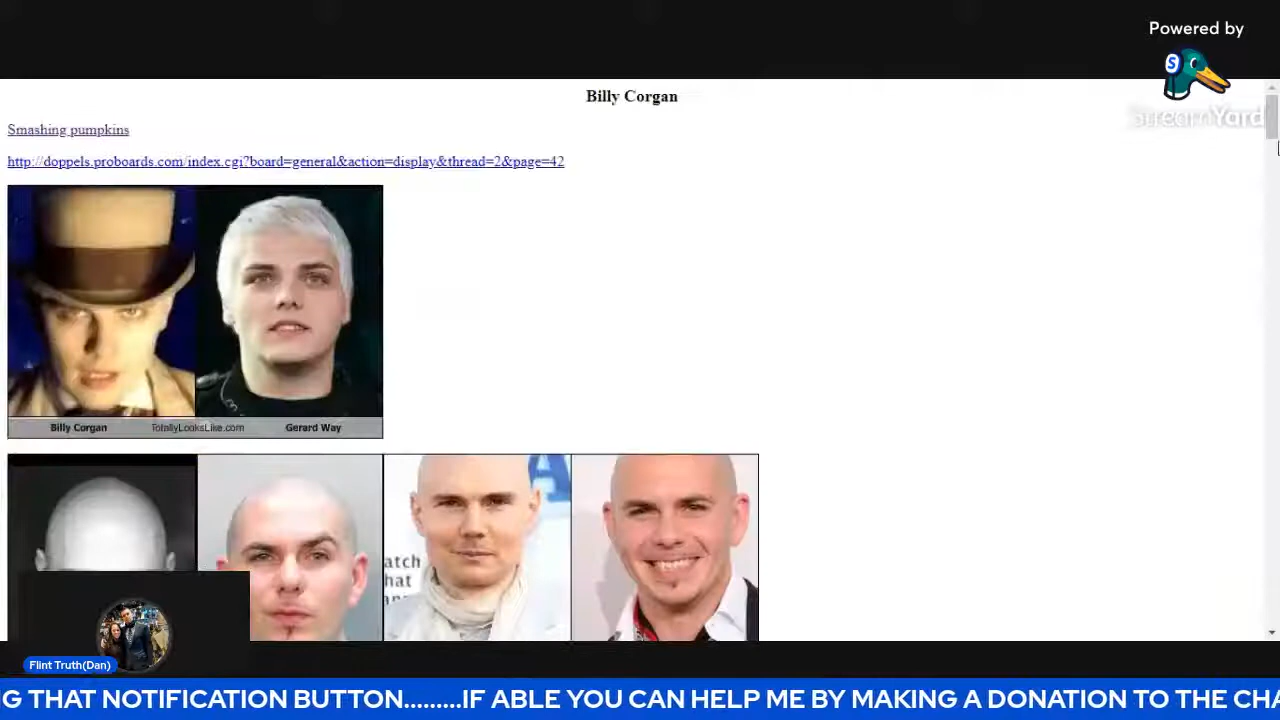 Powered by
StreamYard
Billy Corgan
Smashing pumpkins
http://doppels.proboards.com/index.cgi?board=general&action=display&thread=2&page=42
Billy Corgan TotallyLooksLike.com Gerard Way
A
atch
hat
Flint Truth(Dan)
G THAT NOTIFICATION BUTTON.........IF ABLE YOU CAN HELP ME BY MAKING A DONATION TO THE CHA